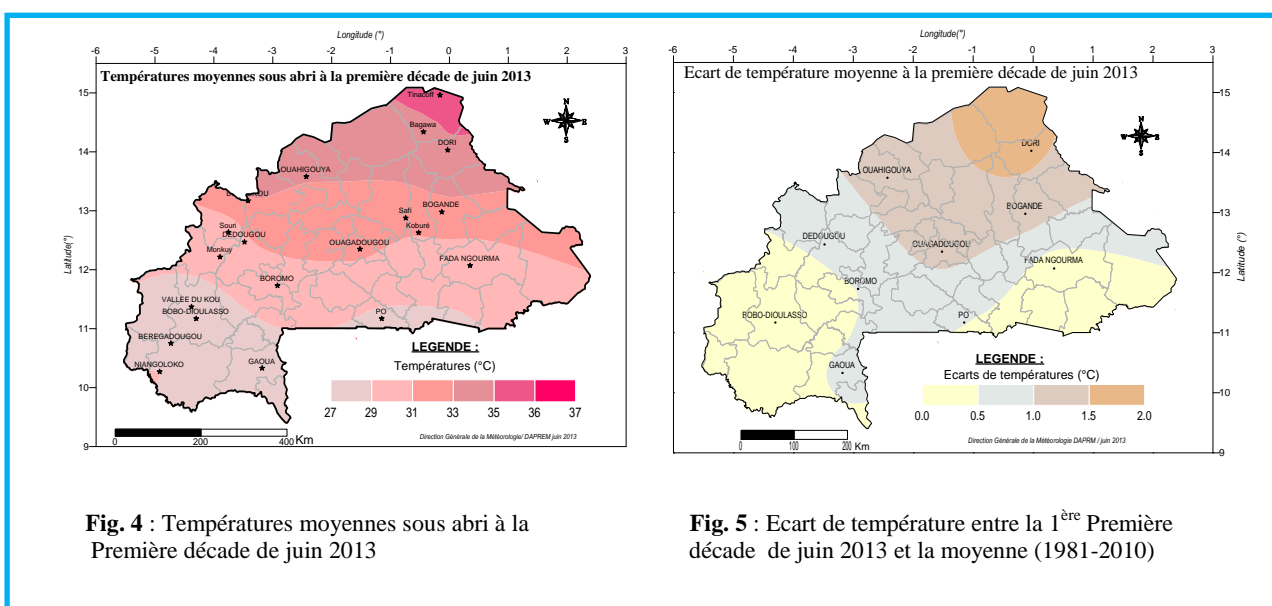 Longitude (°)
-6 -5 -4 -3 -2 -1 0 1 2 3
Températures moyennes sous abri à la première décade de juin 2013
15
14
13
12
11
10
9
Latitude(°)
N
W E
S
Tinacoff
Bagawa
DORI
OUAHIGOUYA
BOGANDE
Safi
Koburé
Souri
DEDOUGOU
Monkuy
OUAGADOUGOU
FADA NGOURMA
BOROMO
VALLEE DU KOU
BOBO-DIOULASSO
PO
BEREGADOUGOU
NIANGOLOKO
GAOUA
LEGENDE :
Températures (°C)
27 29 31 33 35 36 37
0 200 400 Km
Direction Générale de la Météorologie/ DAPREM juin 2013
Longitude(°)
-6 -5 -4 -3 -2 -1 0 1 2 3
Ecart de température moyenne à la première décade de juin 2013
15
14
13
12
11
10
9
Latitude (°)
N
W E
S
DORI
OUAHIGOUYA
BOGANDE
DEDOUGOU
OUAGADOUGOU
FADA NGOURMA
BOROMO
BOBO-DIOULASSO
PO
GAOUA
LEGENDE :
Ecarts de températures (°C)
0.0 0.5 1.0 1.5 2.0
0 100 200 Km
Direction Générale de la Météorologie DAPRM / juin 2013
Fig. 4 : Températures moyennes sous abri à la
Première décade de juin 2013
Fig. 5 : Ecart de température entre la 1ère Première
décade de juin 2013 et la moyenne (1981-2010)